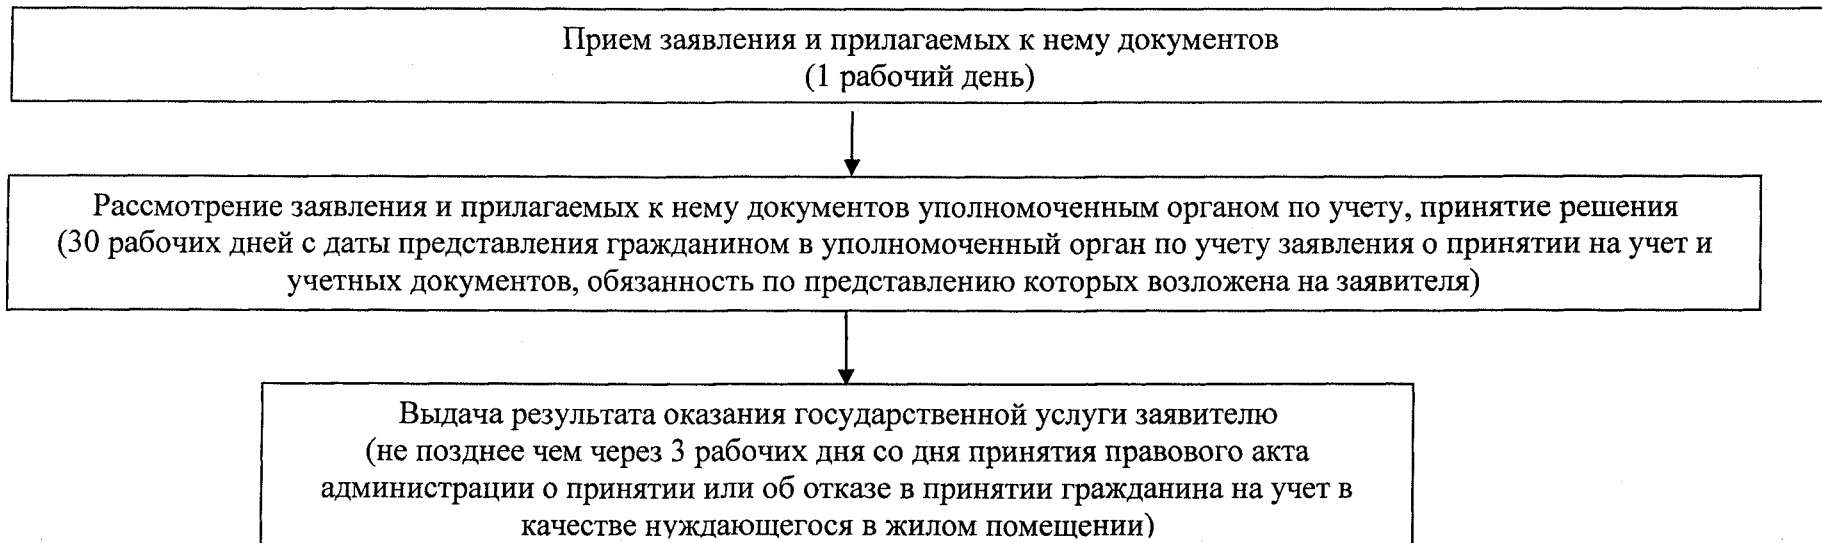 Прием заявления и прилагаемых к нему документов
(1 рабочий день)
Рассмотрение заявления и прилагаемых к нему документов уполномоченным органом по учету, принятие решения
(30 рабочих дней с даты представления гражданином в уполномоченный орган по учету заявления о принятии на учет и
учетных документов, обязанность по представлению которых возложена на заявителя)
Выдача результата оказания государственной услуги заявителю
(не позднее чем через 3 рабочих дня со дня принятия правового акта
администрации о принятии или об отказе в принятии гражданина на учет в
качестве нуждающегося в жилом помещении)